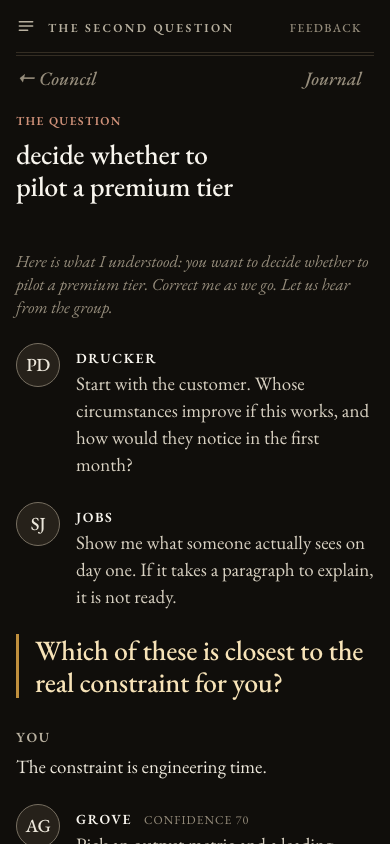 THE SECOND QUESTION FEEDBACK
← Council Journal
THE QUESTION
decide whether to
pilot a premium tier
Here is what I understood: you want to decide whether to
pilot a premium tier. Correct me as we go. Let us hear
from the group.
PD DRUCKER
Start with the customer. Whose
circumstances improve if this works, and
how would they notice in the first
month?
SJ JOBS
Show me what someone actually sees on
day one. If it takes a paragraph to explain,
it is not ready.
Which of these is closest to the
real constraint for you?
YOU
The constraint is engineering time.
AG GROVE CONFIDENCE 70